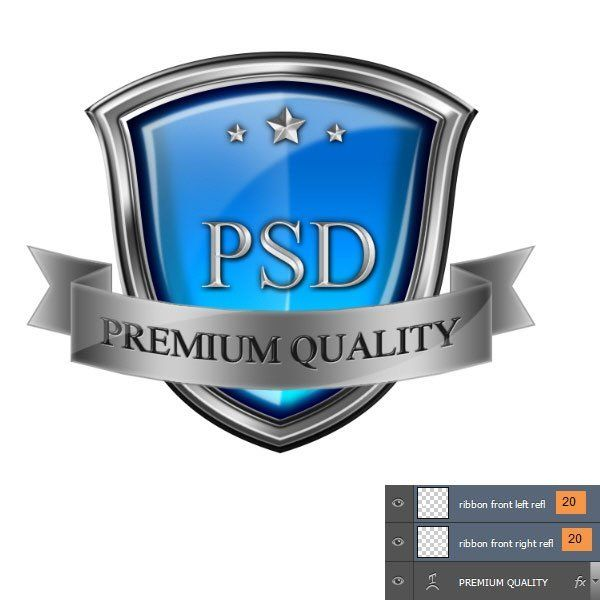 PSD
PREMIUM QUALITY
ribbon front left refl 20
ribbon front right refl 20
PREMIUM QUALITY fx